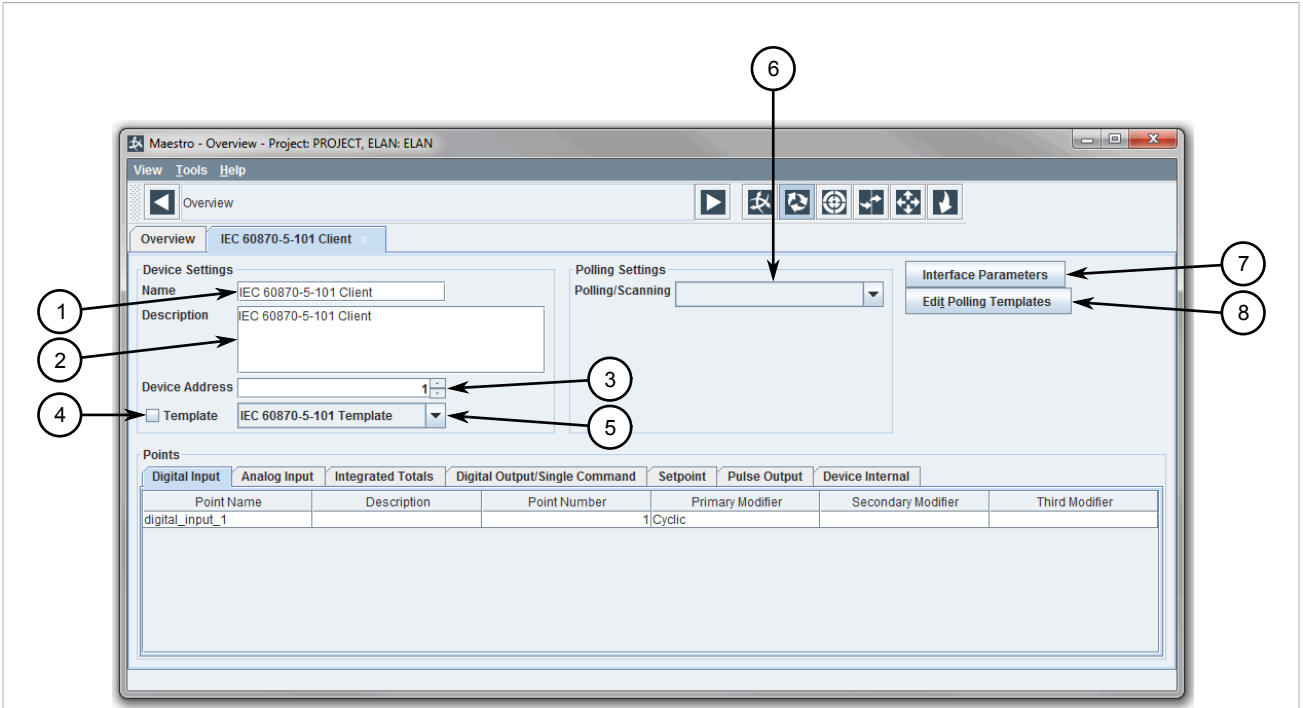 6
Maestro - Overview - Project: PROJECT, ELAN: ELAN
View Tools Help
Overview
Overview IEC 60870-5-101 Client x
Device Settings
Name IEC 60870-5-101 Client
Description IEC 60870-5-101 Client
Device Address 1
Template IEC 60870-5-101 Template
Polling Settings
Polling/Scanning
Interface Parameters
Edit Polling Templates
1
2
3
4
5
7
8
Points
Digital Input Analog Input Integrated Totals Digital Output/Single Command Setpoint Pulse Output Device Internal
Point Name Description Point Number Primary Modifier Secondary Modifier Third Modifier
digital_input_1 1 Cyclic